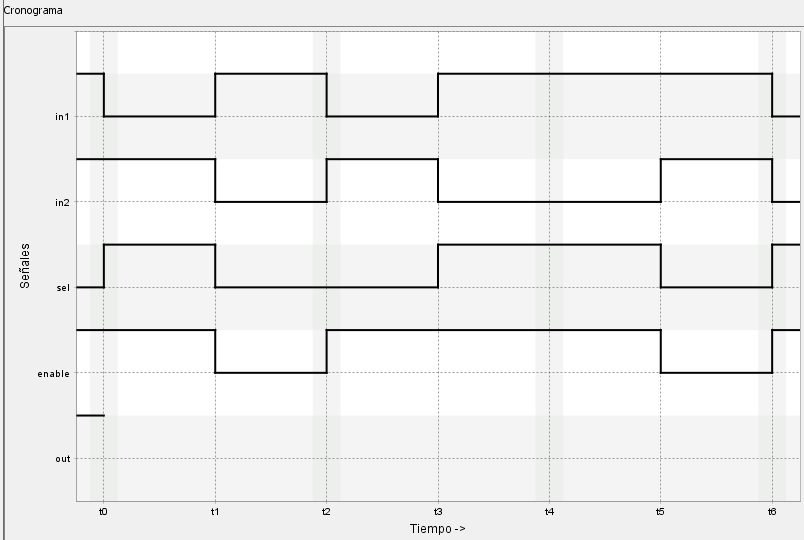 Cronograma
Señales
in1
in2
sel
enable
out
t0 t1 t2 t3 t4 t5 t6
Tiempo ->